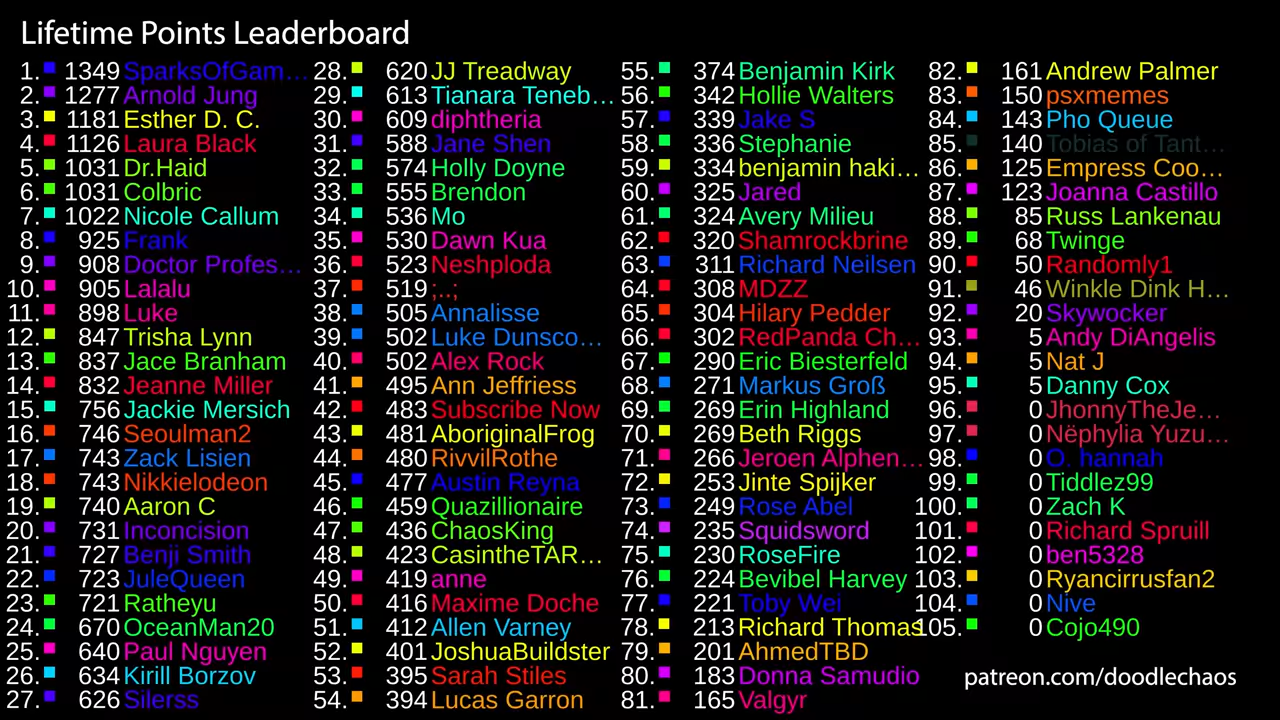 Lifetime Points Leaderboard
1. 1349 SparksOfGam…
2. 1277 Arnold Jung
3. 1181 Esther D. C.
4. 1126 Laura Black
5. 1031 Dr.Haid
6. 1031 Colbric
7. 1022 Nicole Callum
8. 925 Frank
9. 908 Doctor Profes…
10. 905 Lalalu
11. 898 Luke
12. 847 Trisha Lynn
13. 837 Jace Branham
14. 832 Jeanne Miller
15. 756 Jackie Mersich
16. 746 Seoulman2
17. 743 Zack Lisien
18. 743 Nikkielodeon
19. 740 Aaron C
20. 731 Inconcision
21. 727 Benji Smith
22. 723 JuleQueen
23. 721 Ratheyu
24. 670 OceanMan20
25. 640 Paul Nguyen
26. 634 Kirill Borzov
27. 626 Silerss
28. 620 JJ Treadway
29. 613 Tianara Teneb…
30. 609 diphtheria
31. 588 Jane Shen
32. 574 Holly Doyne
33. 555 Brendon
34. 536 Mo
35. 530 Dawn Kua
36. 523 Neshploda
37. 519 ;..;
38. 505 Annalisse
39. 502 Luke Dunsco…
40. 502 Alex Rock
41. 495 Ann Jeffriess
42. 483 Subscribe Now
43. 481 AboriginalFrog
44. 480 RivvilRothe
45. 477 Austin Reyna
46. 459 Quazillionaire
47. 436 ChaosKing
48. 423 CasintheTAR…
49. 419 anne
50. 416 Maxime Doche
51. 412 Allen Varney
52. 401 JoshuaBuildster
53. 395 Sarah Stiles
54. 394 Lucas Garron
55. 374 Benjamin Kirk
56. 342 Hollie Walters
57. 339 Jake S
58. 336 Stephanie
59. 334 benjamin haki…
60. 325 Jared
61. 324 Avery Milieu
62. 320 Shamrockbrine
63. 311 Richard Neilsen
64. 308 MDZZ
65. 304 Hilary Pedder
66. 302 RedPanda Ch…
67. 290 Eric Biesterfeld
68. 271 Markus Groß
69. 269 Erin Highland
70. 269 Beth Riggs
71. 266 Jeroen Alphen…
72. 253 Jinte Spijker
73. 249 Rose Abel
74. 235 Squidsword
75. 230 RoseFire
76. 224 Bevibel Harvey
77. 221 Toby Wei
78. 213 Richard Thomas
79. 201 AhmedTBD
80. 183 Donna Samudio
81. 165 Valgyr
82. 161 Andrew Palmer
83. 150 psxmemes
84. 143 Pho Queue
85. 140 Tobias of Tant…
86. 125 Empress Coo…
87. 123 Joanna Castillo
88. 85 Russ Lankenau
89. 68 Twinge
90. 50 Randomly1
91. 46 Winkle Dink H…
92. 20 Skywocker
93. 5 Andy DiAngelis
94. 5 Nat J
95. 5 Danny Cox
96. 0 JhonnyTheJe…
97. 0 Nëphylia Yuzu…
98. 0 O. hannah
99. 0 Tiddlez99
100. 0 Zach K
101. 0 Richard Spruill
102. 0 ben5328
103. 0 Ryancirrusfan2
104. 0 Nive
105. 0 Cojo490
patreon.com/doodlechaos